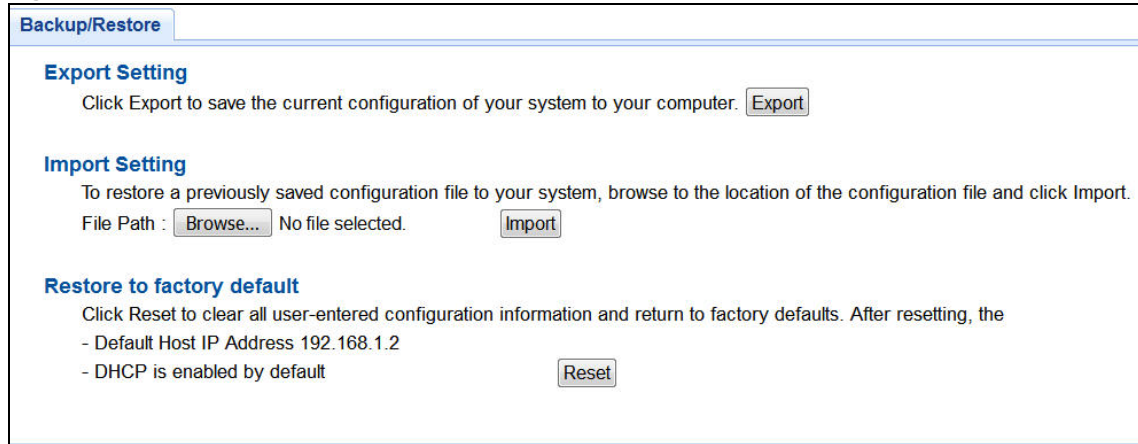 Backup/Restore
Export Setting
Click Export to save the current configuration of your system to your computer. Export
Import Setting
To restore a previously saved configuration file to your system, browse to the location of the configuration file and click Import.
File Path : Browse... No file selected. Import
Restore to factory default
Click Reset to clear all user-entered configuration information and return to factory defaults. After resetting, the
- Default Host IP Address 192.168.1.2
- DHCP is enabled by default Reset